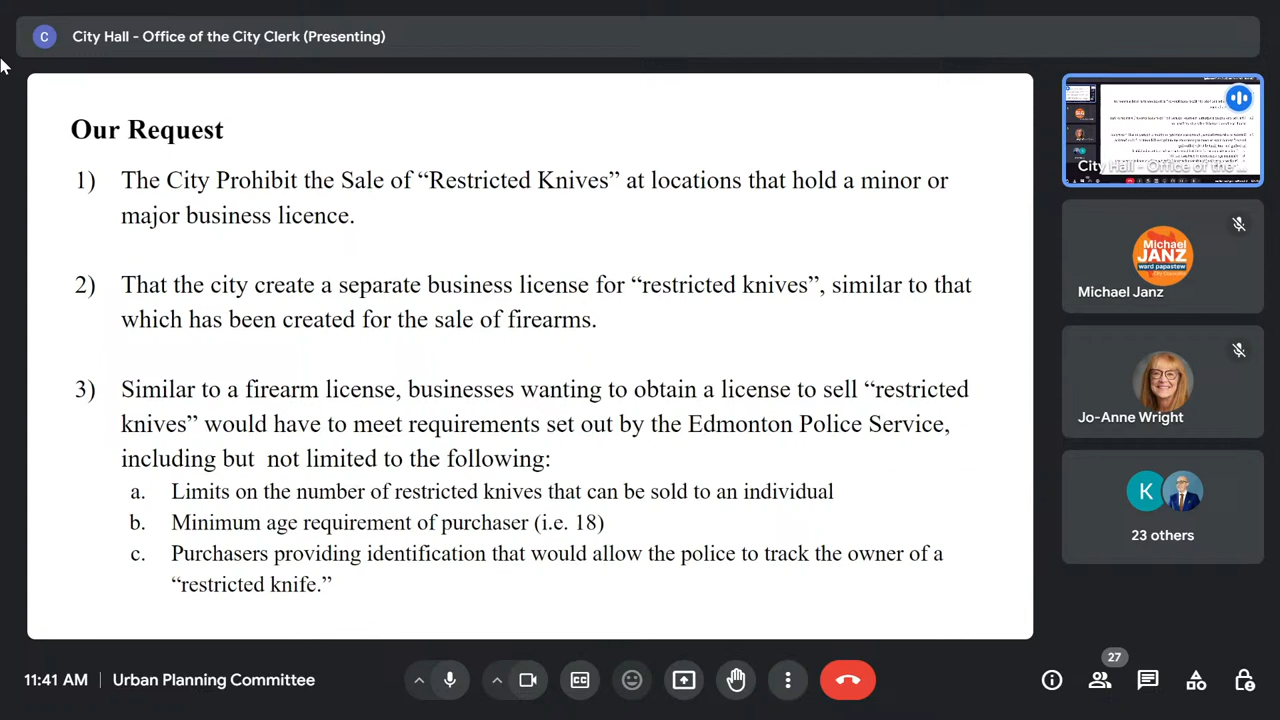 C
City Hall - Office of the City Clerk (Presenting)
Our Request
1) The City Prohibit the Sale of “Restricted Knives” at locations that hold a minor or
major business licence.
2) That the city create a separate business license for “restricted knives”, similar to that
which has been created for the sale of firearms.
3) Similar to a firearm license, businesses wanting to obtain a license to sell “restricted
knives” would have to meet requirements set out by the Edmonton Police Service,
including but not limited to the following:
a. Limits on the number of restricted knives that can be sold to an individual
b. Minimum age requirement of purchaser (i.e. 18)
c. Purchasers providing identification that would allow the police to track the owner of a
“restricted knife.”
City Hall - Office of the ...
Michael
JANZ
ward papastew
Michael Janz
Jo-Anne Wright
K
23 others
11:41 AM | Urban Planning Committee
27